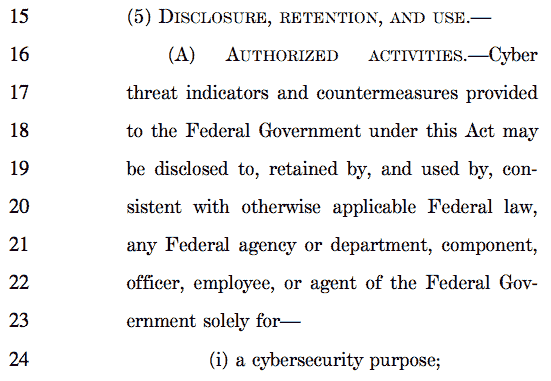 15 (5) DISCLOSURE, RETENTION, AND USE.—
16 (A) AUTHORIZED ACTIVITIES.—Cyber
17 threat indicators and countermeasures provided
18 to the Federal Government under this Act may
19 be disclosed to, retained by, and used by, con-
20 sistent with otherwise applicable Federal law,
21 any Federal agency or department, component,
22 officer, employee, or agent of the Federal Gov-
23 ernment solely for—
24 (i) a cybersecurity purpose;